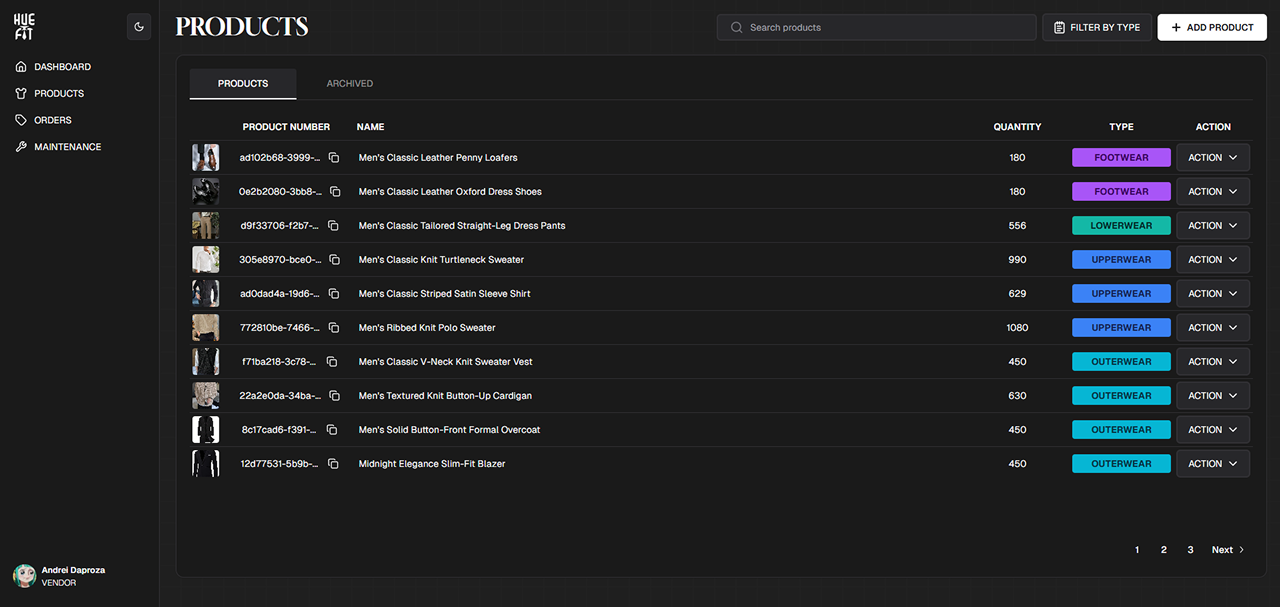 HUE
FIT
DASHBOARD
PRODUCTS
ORDERS
MAINTENANCE
Andrei Daproza
VENDOR
PRODUCTS
Search products
FILTER BY TYPE
+ ADD PRODUCT
PRODUCTS ARCHIVED
PRODUCT NUMBER NAME QUANTITY TYPE ACTION
ad102b68-3999-... Men's Classic Leather Penny Loafers 180 FOOTWEAR ACTION
0e2b2080-3bb8-... Men's Classic Leather Oxford Dress Shoes 180 FOOTWEAR ACTION
d9f33706-f2b7-... Men's Classic Tailored Straight-Leg Dress Pants 556 LOWERWEAR ACTION
305e8970-bce0-... Men's Classic Knit Turtleneck Sweater 990 UPPERWEAR ACTION
ad0dad4a-19d6-... Men's Classic Striped Satin Sleeve Shirt 629 UPPERWEAR ACTION
772810be-7466-... Men's Ribbed Knit Polo Sweater 1080 UPPERWEAR ACTION
f71ba218-3c78-... Men's Classic V-Neck Knit Sweater Vest 450 OUTERWEAR ACTION
22a2e0da-34ba-... Men's Textured Knit Button-Up Cardigan 630 OUTERWEAR ACTION
8c17cad6-f391-... Men's Solid Button-Front Formal Overcoat 450 OUTERWEAR ACTION
12d77531-5b9b-... Midnight Elegance Slim-Fit Blazer 450 OUTERWEAR ACTION
1 2 3 Next